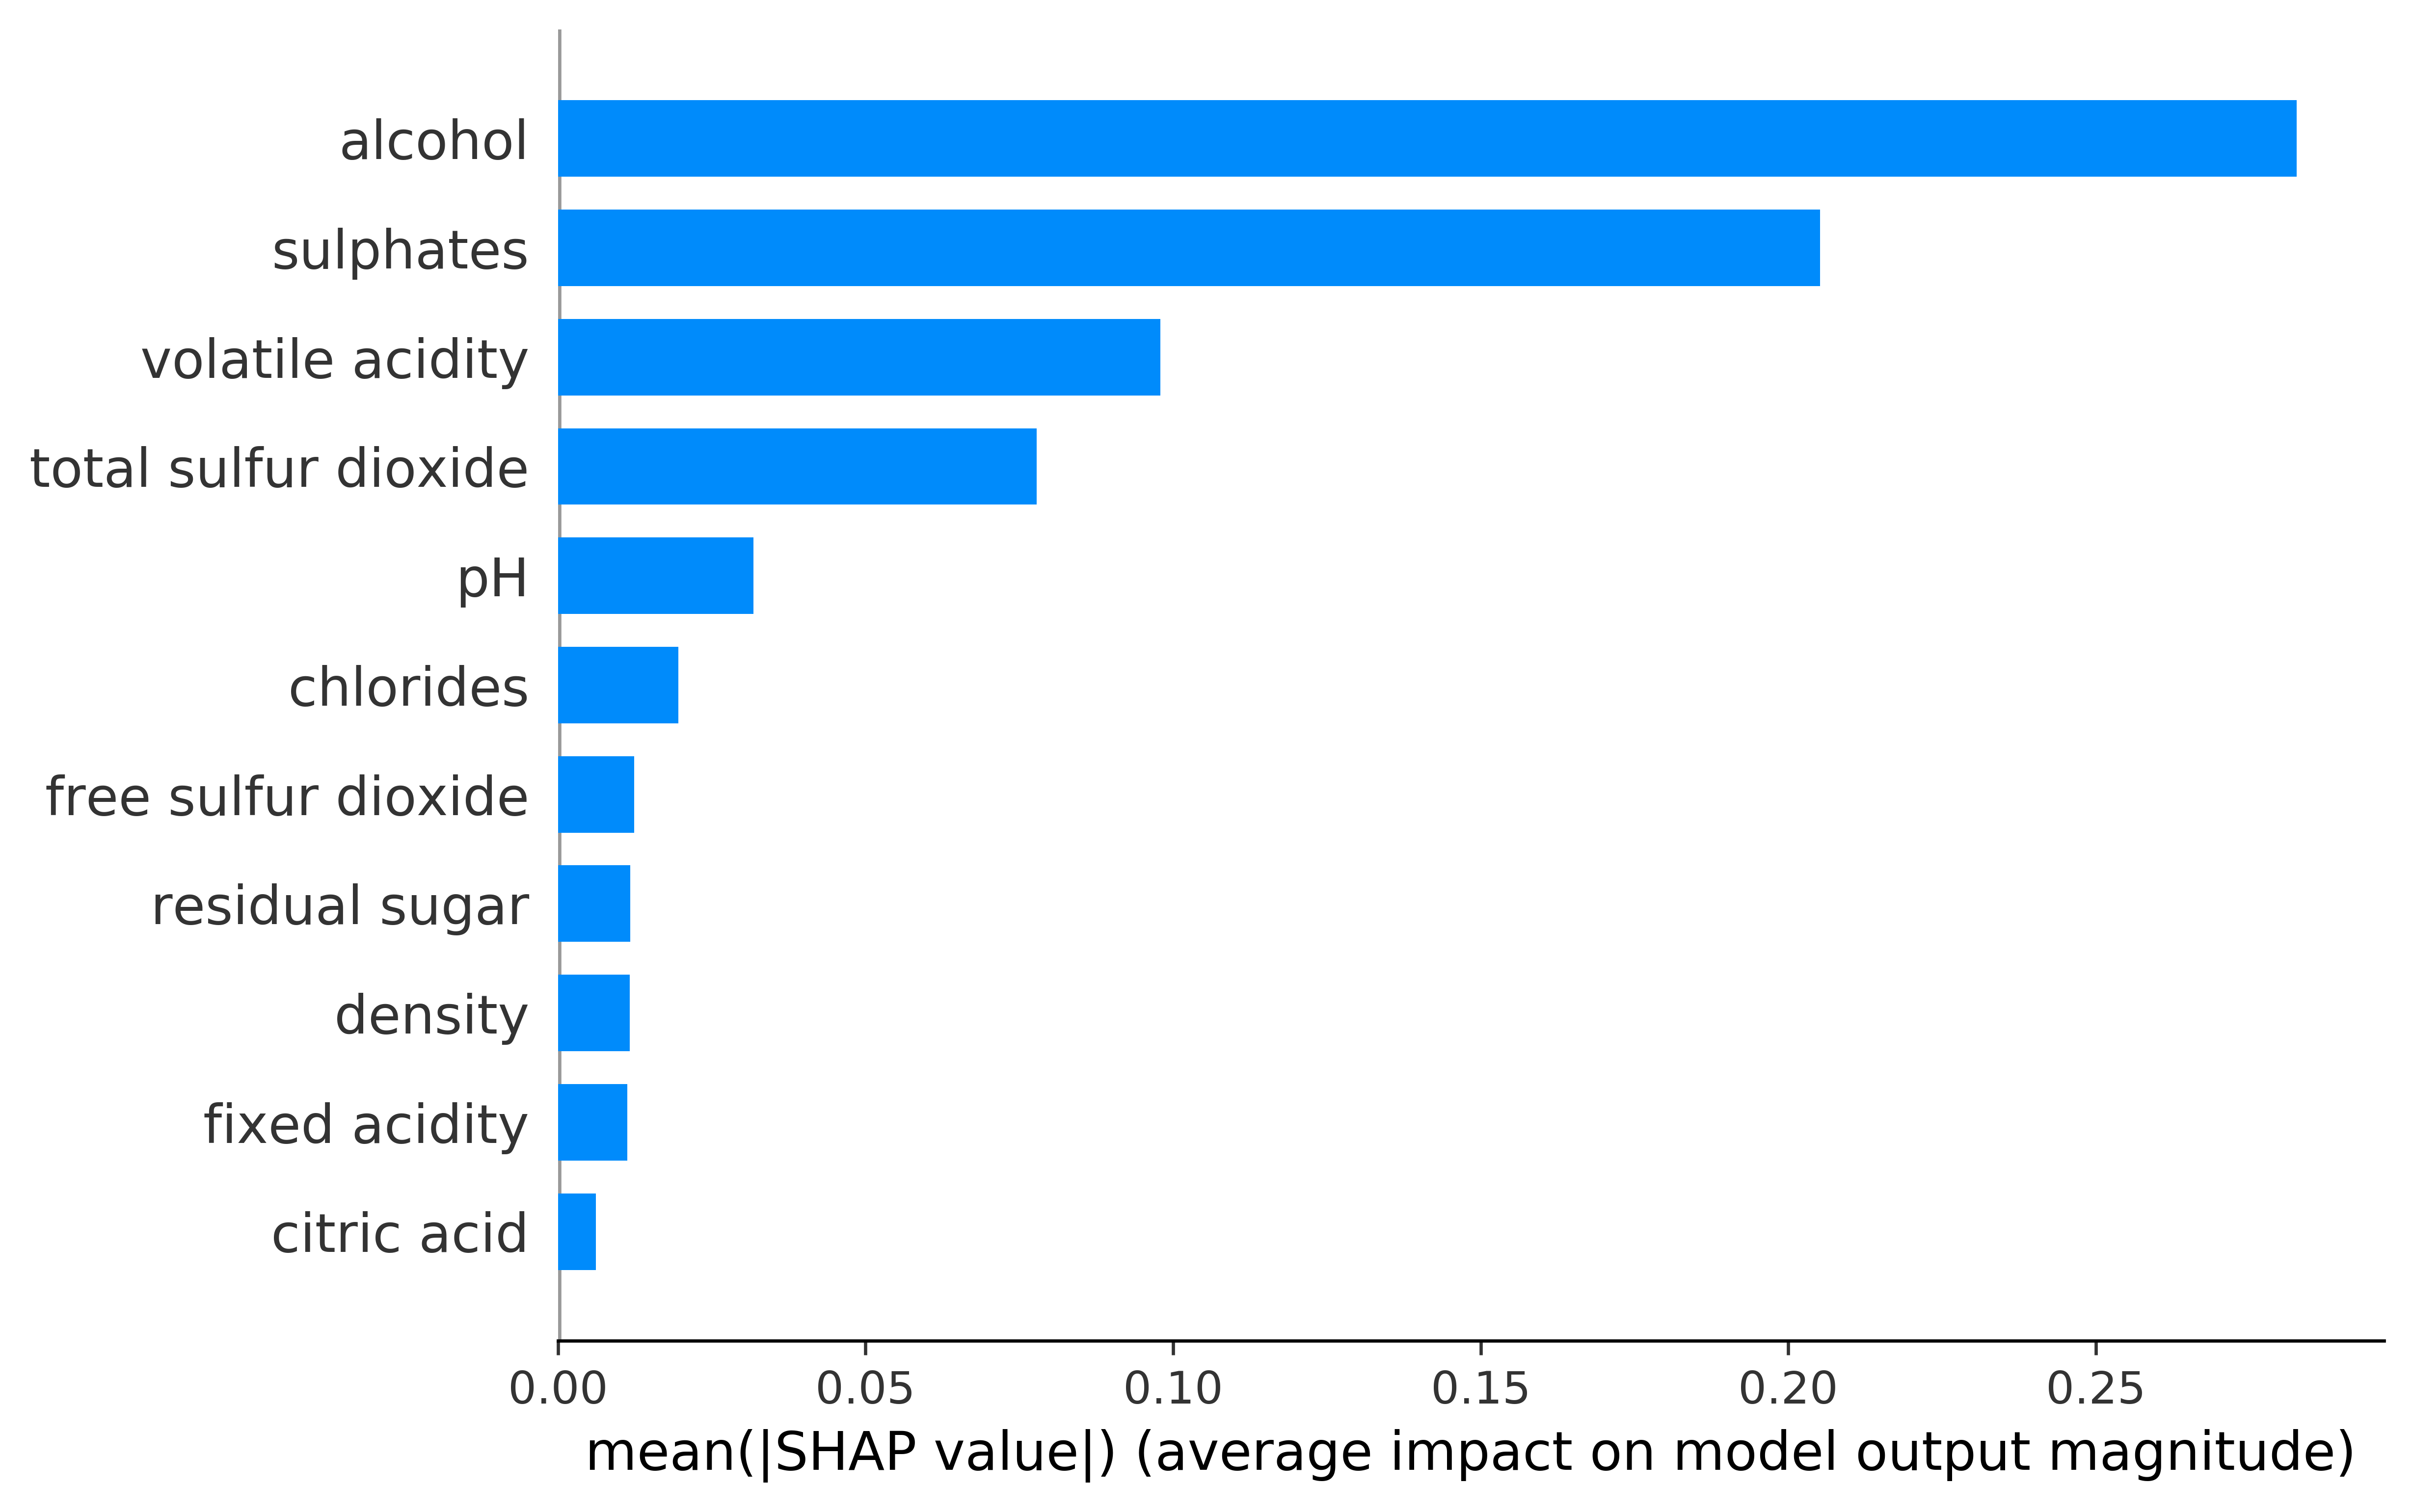 alcohol
sulphates
volatile acidity
total sulfur dioxide
pH
chlorides
free sulfur dioxide
residual sugar
density
fixed acidity
citric acid
0.00 0.05 0.10 0.15 0.20 0.25
mean(|SHAP value|) (average impact on model output magnitude)